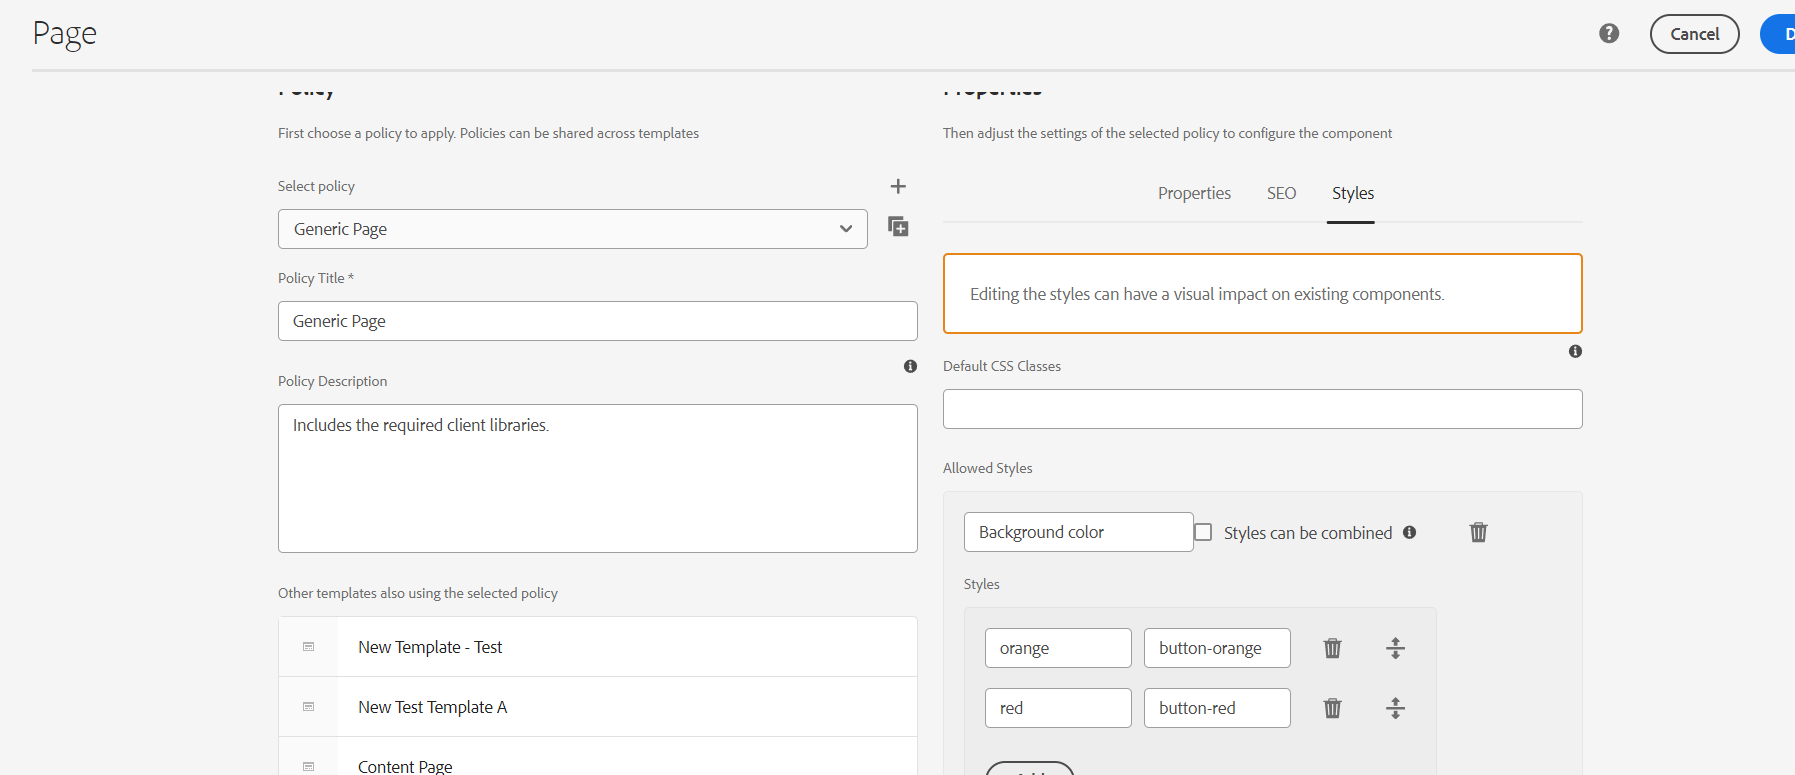 Page
Cancel
Policy
First choose a policy to apply. Policies can be shared across templates
Select policy
Generic Page
Policy Title *
Generic Page
Policy Description
Includes the required client libraries.
Other templates also using the selected policy
New Template - Test
New Test Template A
Content Page
Properties
Then adjust the settings of the selected policy to configure the component
Properties SEO Styles
Editing the styles can have a visual impact on existing components.
Default CSS Classes
Allowed Styles
Background color Styles can be combined
Styles
orange button-orange
red button-red